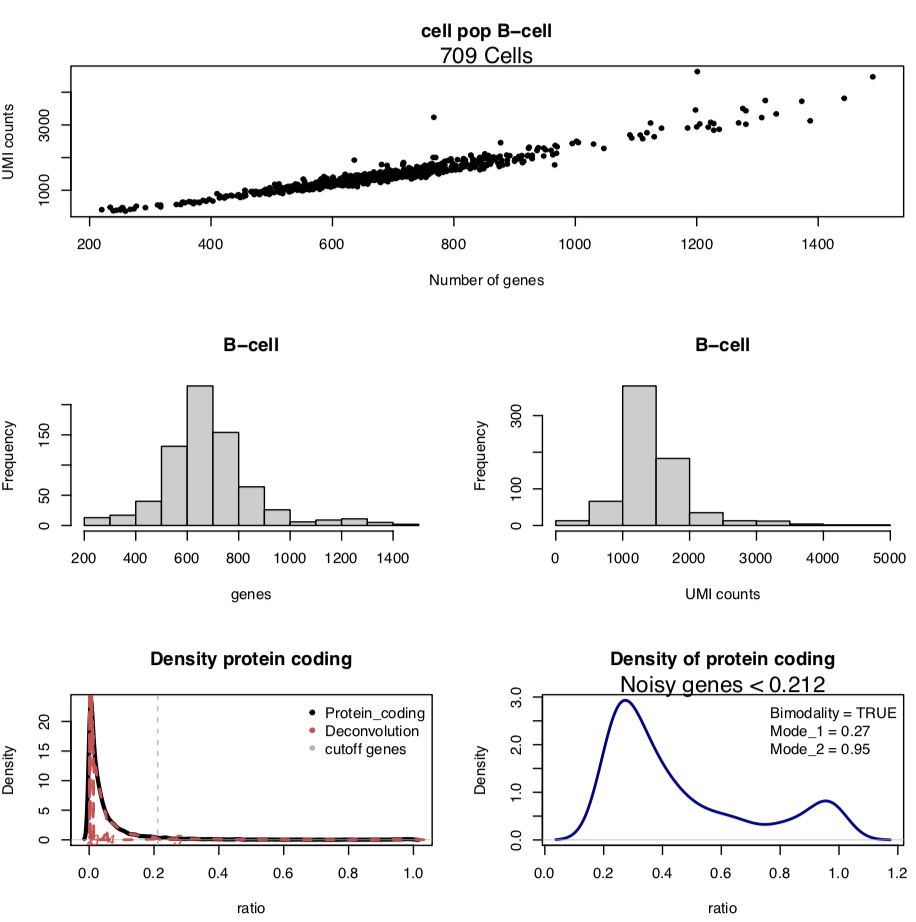 cell pop B−cell
709 Cells
UMI counts
1000
3000
200 400 600 800 1000 1200 1400
Number of genes
B−cell
Frequency
0 50 150
200 400 600 800 1000 1200 1400
genes
B−cell
Frequency
0 100 300
0 1000 2000 3000 4000 5000
UMI counts
Density protein coding
Density
0 5 10 15 20
Protein_coding
Deconvolution
cutoff genes
0.0 0.2 0.4 0.6 0.8 1.0
ratio
Density of protein coding
Noisy genes < 0.212
Density
0.0 1.0 2.0 3.0
Bimodality = TRUE
Mode_1 = 0.27
Mode_2 = 0.95
0.0 0.2 0.4 0.6 0.8 1.0 1.2
ratio